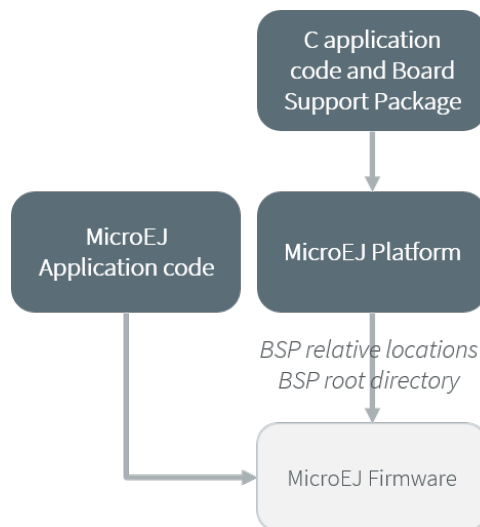 C application
code and Board
Support Package
MicroEJ
Application code
MicroEJ Platform
BSP relative locations
BSP root directory
MicroEJ Firmware